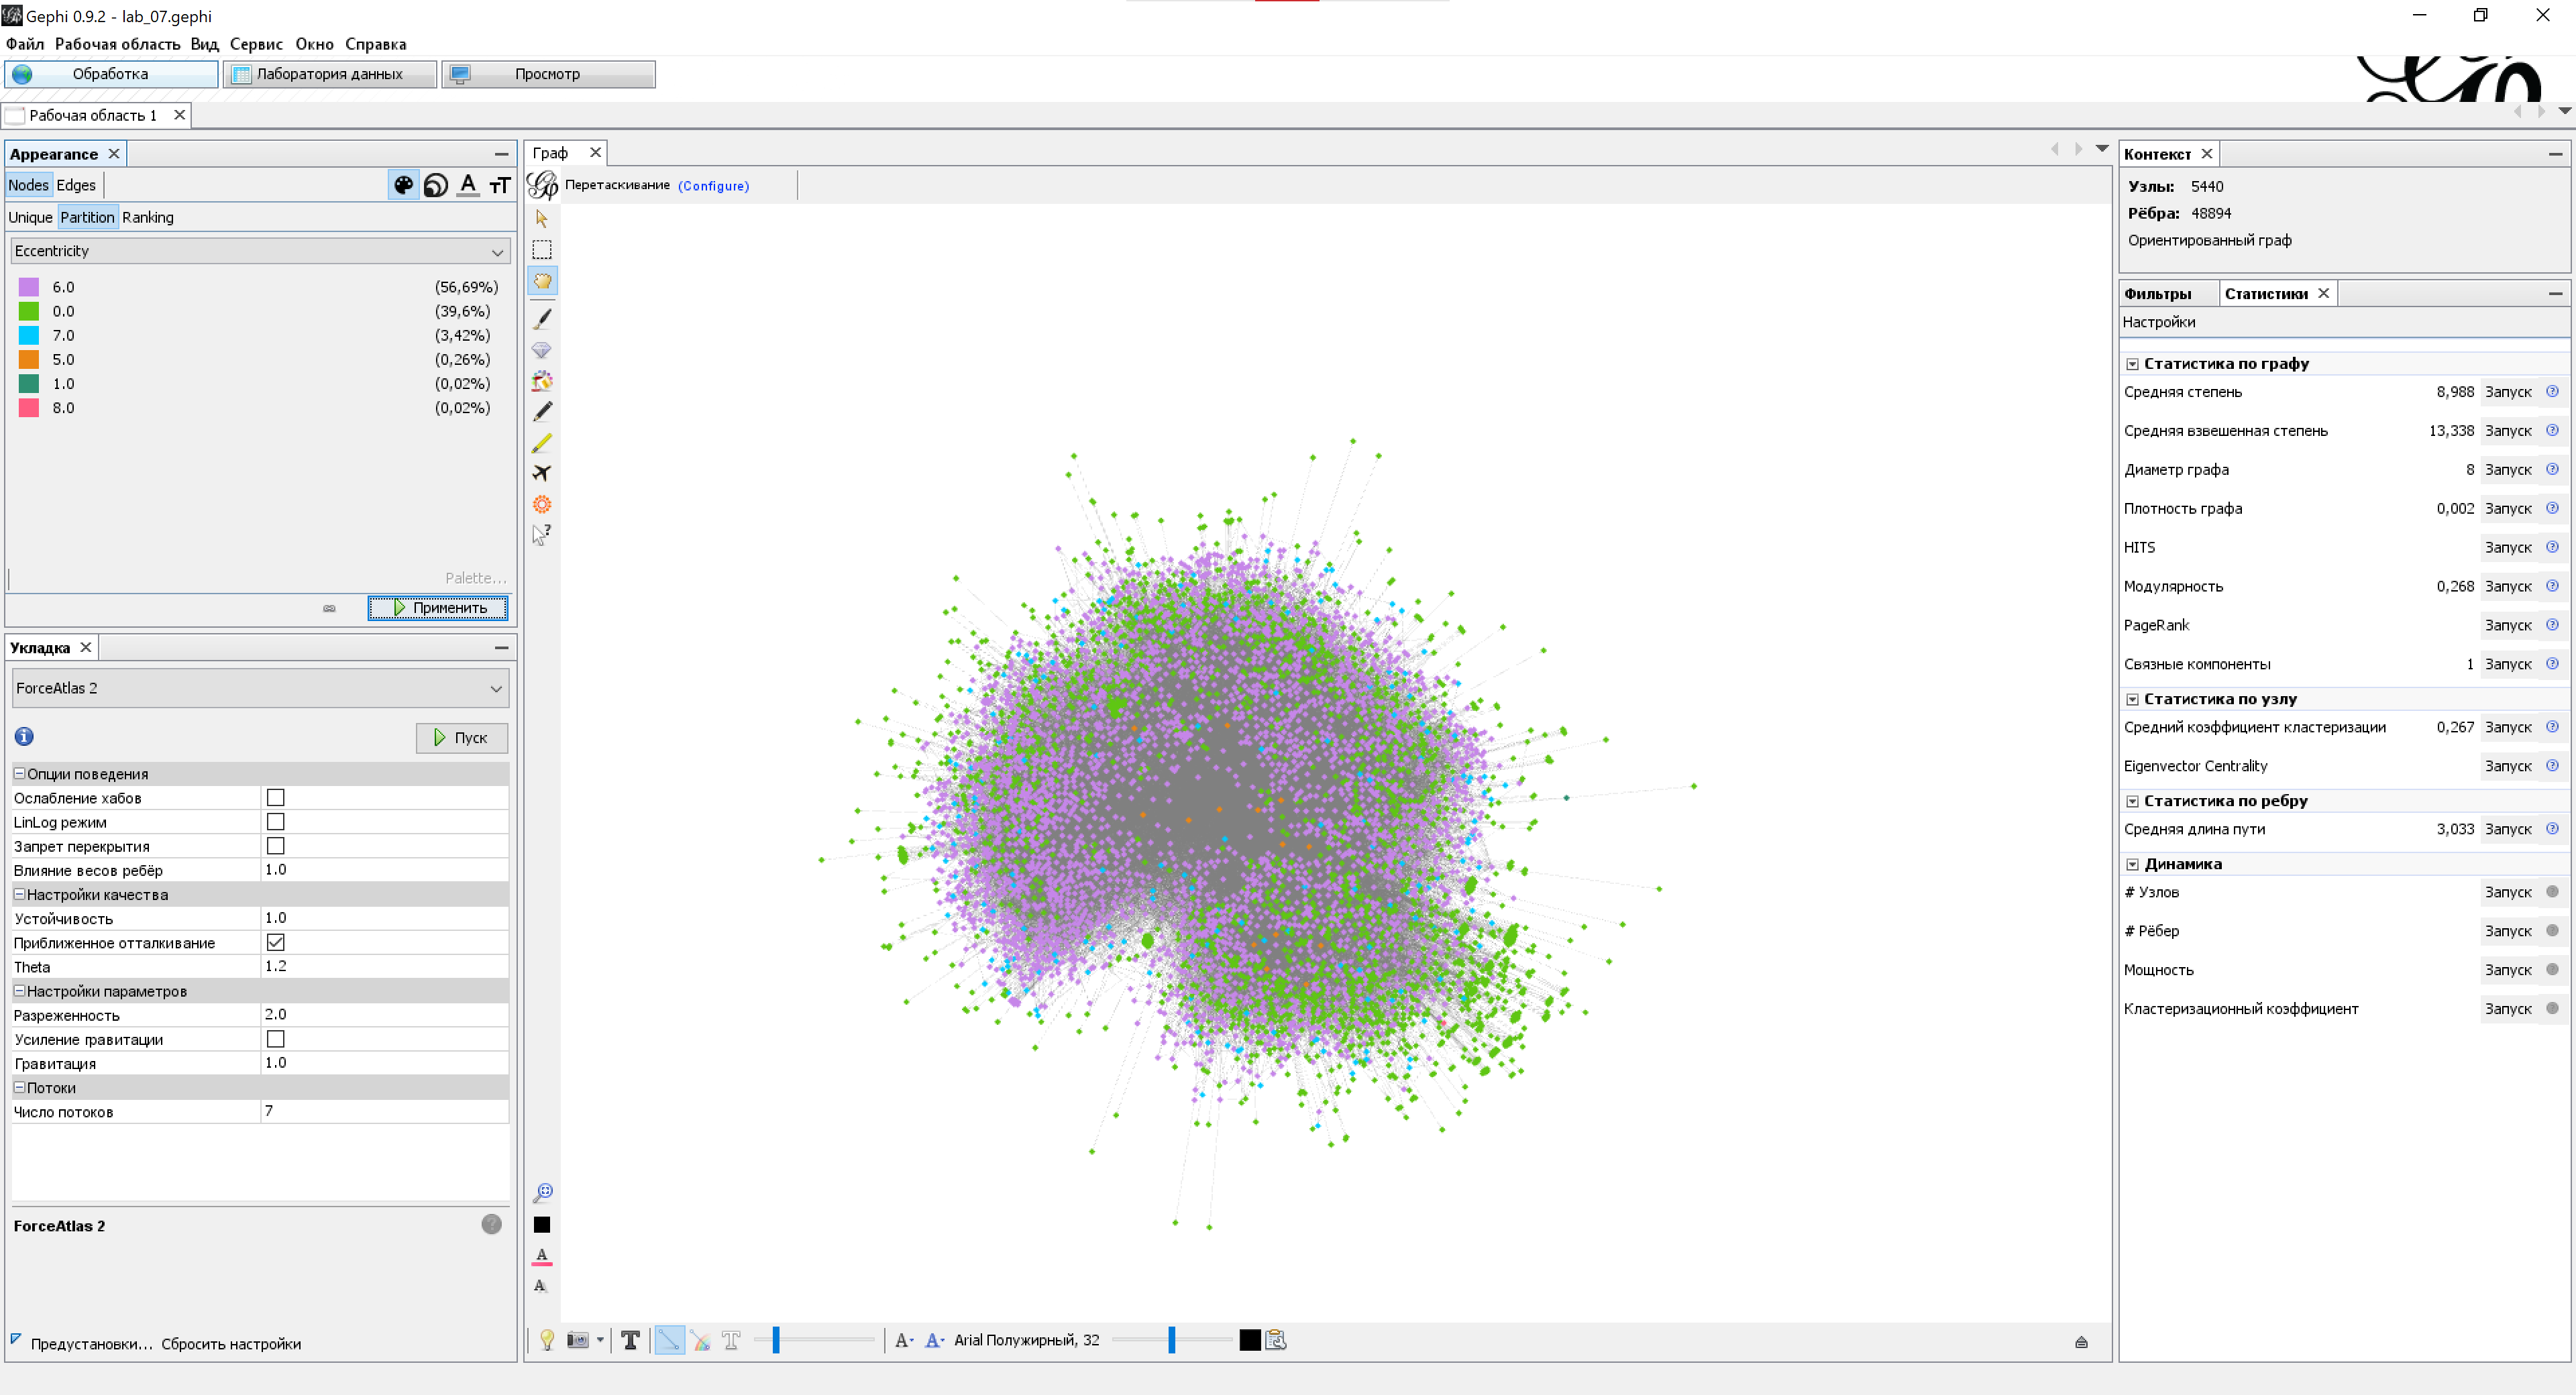 Gephi 0.9.2 - lab_07.gephi
Файл Рабочая область Вид Сервис Окно Справка
Обработка Лаборатория данных Просмотр
Рабочая область 1
Appearance
Nodes Edges
Unique Partition Ranking
Eccentricity
6.0 (56,69%)
0.0 (39,6%)
7.0 (3,42%)
5.0 (0,26%)
1.0 (0,02%)
8.0 (0,02%)
Palette...
Применить
Укладка
ForceAtlas 2
Пуск
Опции поведения
Ослабление хабов
LinLog режим
Запрет перекрытия
Влияние весов ребёр 1.0
Настройки качества
Устойчивость 1.0
Приближенное отталкивание
Theta 1.2
Настройки параметров
Разреженность 2.0
Усиление гравитации
Гравитация 1.0
Потоки
Число потоков 7
ForceAtlas 2
Предустановки... Сбросить настройки
Граф
Перетаскивание (Configure)
Arial Полужирный, 32
Контекст
Узлы: 5440
Рёбра: 48894
Ориентированный граф
Фильтры Статистики
Настройки
Статистика по графу
Средняя степень 8,988 Запуск
Средняя взвешенная степень 13,338 Запуск
Диаметр графа 8 Запуск
Плотность графа 0,002 Запуск
HITS Запуск
Модулярность 0,268 Запуск
PageRank Запуск
Связные компоненты 1 Запуск
Статистика по узлу
Средний коэффициент кластеризации 0,267 Запуск
Eigenvector Centrality Запуск
Статистика по ребру
Средняя длина пути 3,033 Запуск
Динамика
# Узлов Запуск
# Рёбер Запуск
Мощность Запуск
Кластеризационный коэффициент Запуск